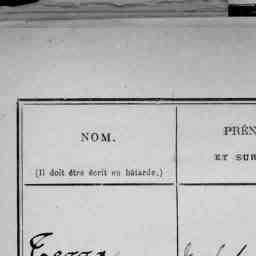 NOM.
PRÉN
ET SUR
(Il doit être écrit en bâtarde.)